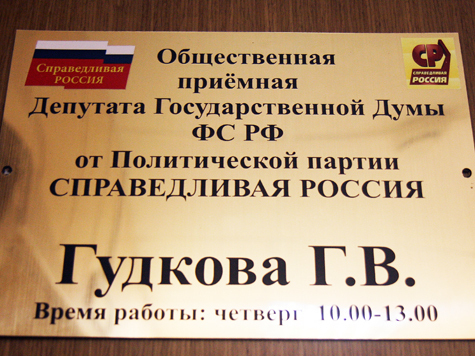 Справедливая
РОССИЯ
СР
СПРАВЕДЛИВАЯ
РОССИЯ
Общественная
приёмная
Депутата Государственной Думы
ФС РФ
от Политической партии
СПРАВЕДЛИВАЯ РОССИЯ
Гудкова Г.В.
Время работы: четверг 10.00-13.00